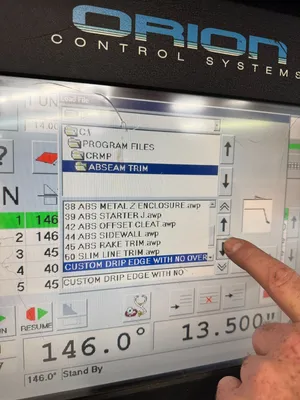 ORION
CONTROL SYSTEMS
14.0
C:\
PROGRAM FILES
CRMP
ABSEAM TRIM
38 ABS METAL Z ENCLOSURE.awp
39 ABS STARTER J.awp
42 ABS OFFSET CLEAT.awp
44 ABS SIDEWALL.awp
45 ABS RAKE TRIM.awp
50 SLIM LINE TRIM.awp
CUSTOM DRIP EDGE WITH NO OVER
CUSTOM DRIP EDGE WITH NO
?
N
1 146
2 146
3 40
4 40
5 45
RESUME
146.0°
13.500"
146.0° Stand By